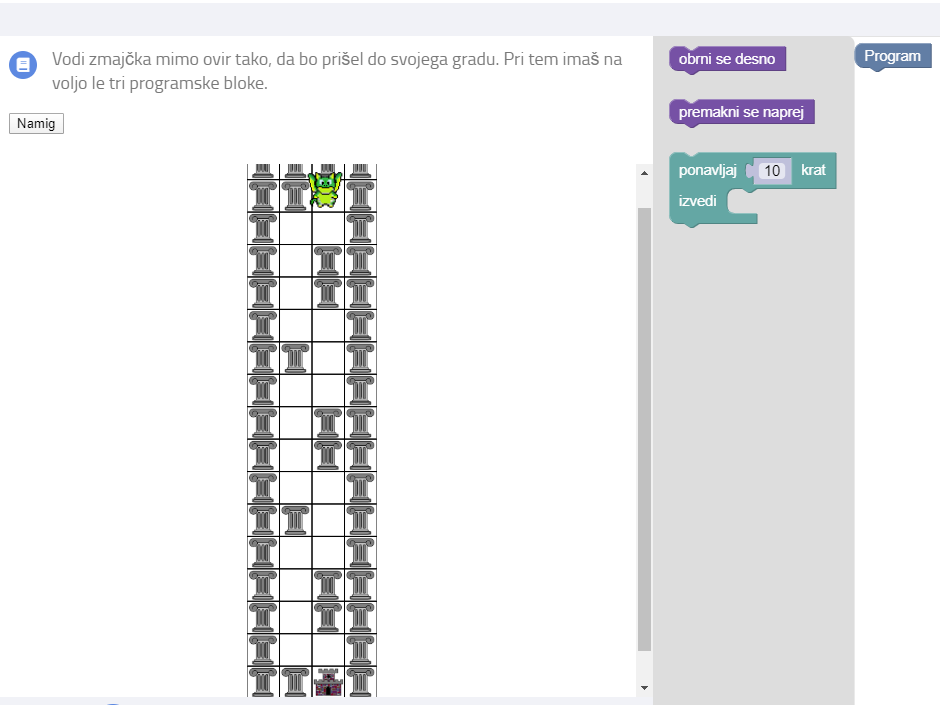 Vodi zmajčka mimo ovir tako, da bo prišel do svojega gradu. Pri tem imaš na
voljo le tri programske bloke.
Namig
obrni se desno
premakni se naprej
ponavljaj 10 krat
izvedi
Program